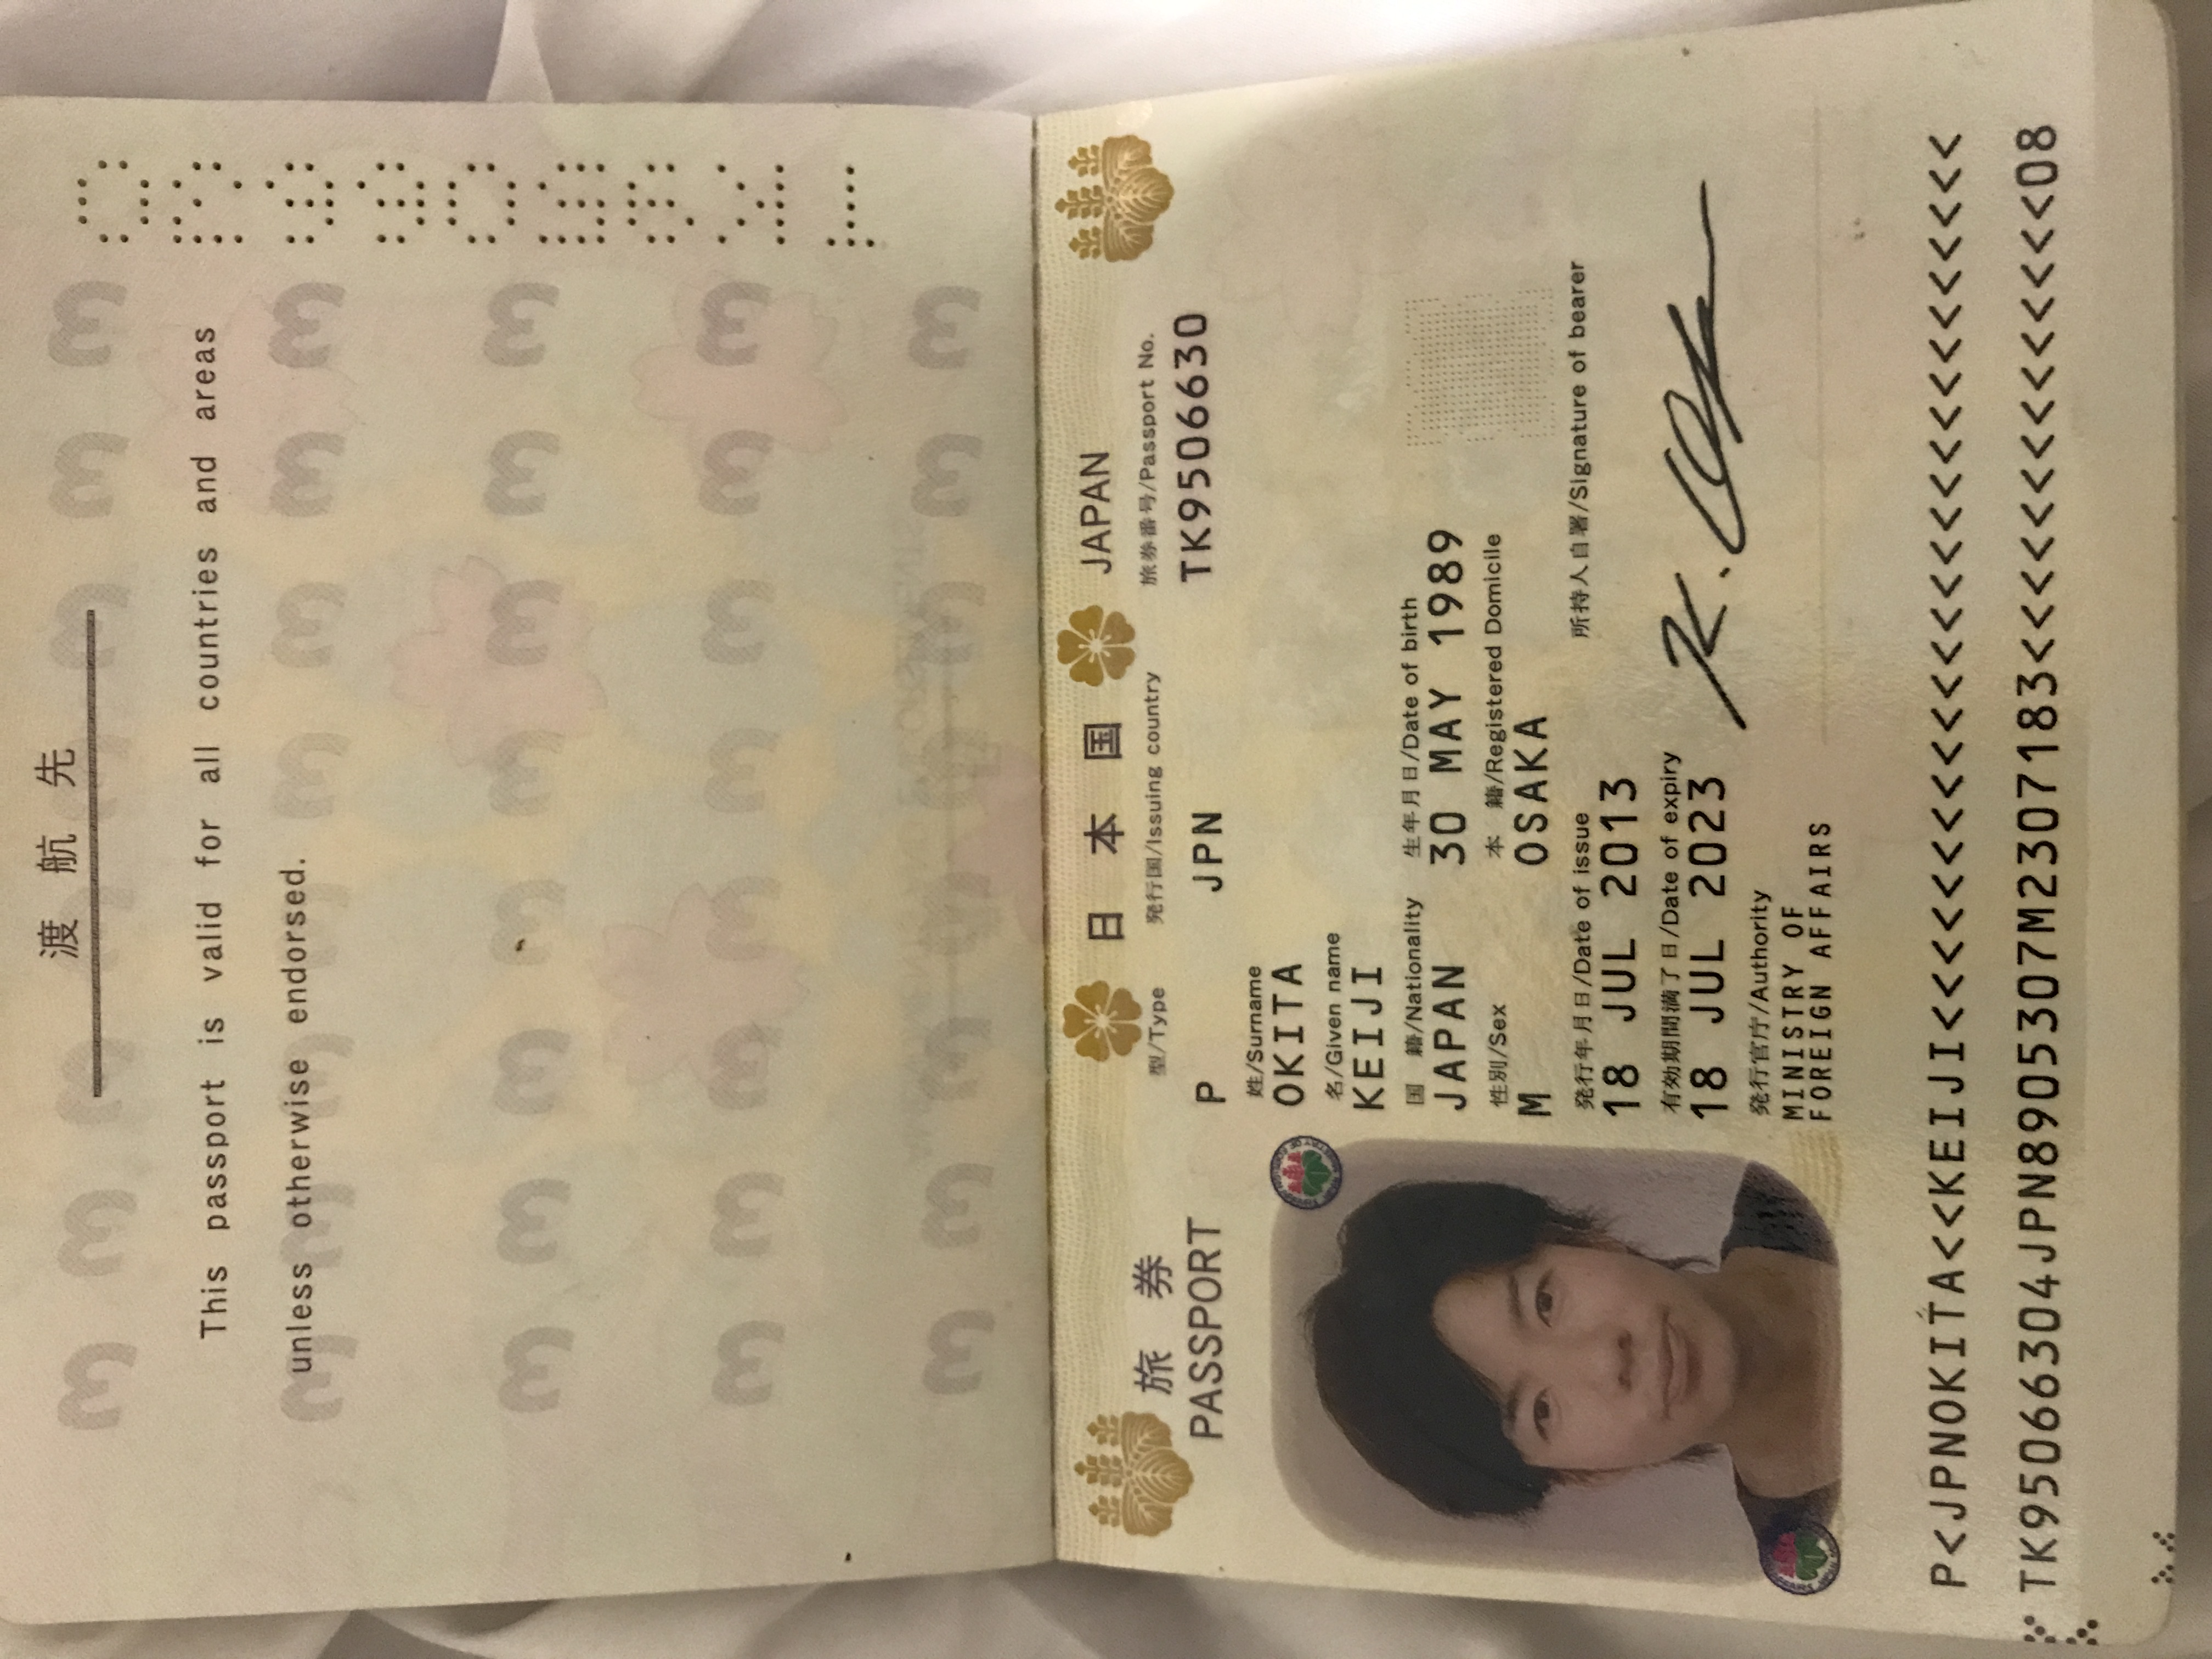 渡航先
This passport is valid for all countries and areas
unless otherwise endorsed.
TK9506630
日本国 JAPAN
旅券
PASSPORT
型/Type 発行国/Issuing country 旅券番号/Passport No.
P JPN TK9506630
姓/Surname
OKITA
名/Given name
KEIJI
国 籍/Nationality 生年月日/Date of birth
JAPAN 30 MAY 1989
性別/Sex 本 籍/Registered Domicile
M OSAKA
発行年月日/Date of issue 所持人自署/Signature of bearer
18 JUL 2013
有効期間満了日/Date of expiry
18 JUL 2023
発行官庁/Authority
MINISTRY OF
FOREIGN AFFAIRS
P<JPNOKITA<<KEIJI<<<<<<<<<<<<<<<<<<<<<<<<<<<
TK95066304JPN8905307M2307183<<<<<<<<<<<<<<08